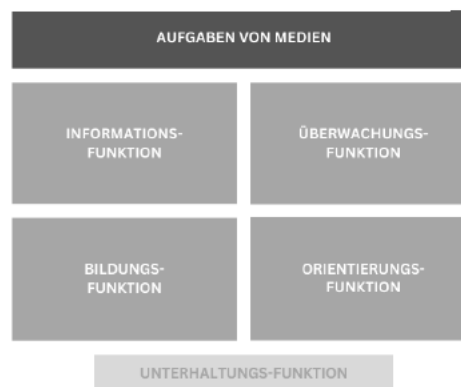 AUFGABEN VON MEDIEN
INFORMATIONS-
FUNKTION
ÜBERWACHUNGS-
FUNKTION
BILDUNGS-
FUNKTION
ORIENTIERUNGS-
FUNKTION
UNTERHALTUNGS-FUNKTION